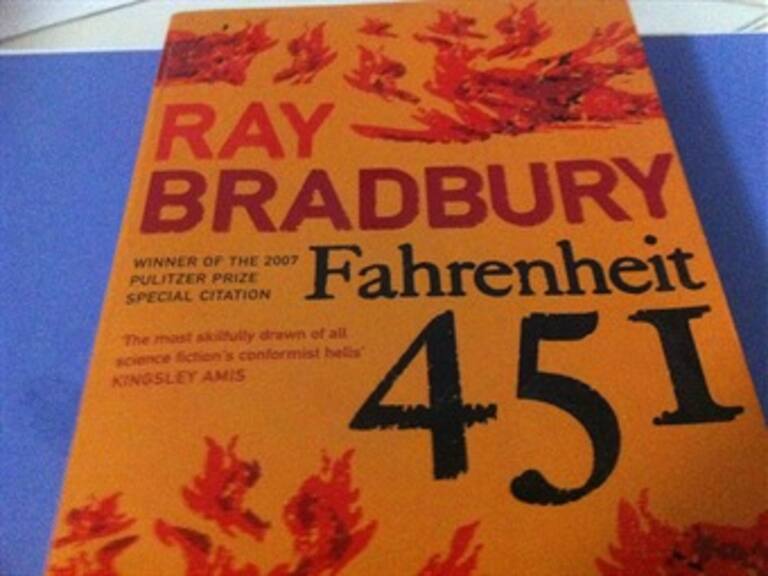 RAY
BRADBURY
WINNER OF THE 2007
PULITZER PRIZE
SPECIAL CITATION
Fahrenheit
451
'The most skilfully drawn of all
science fiction's conformist hells'
KINGSLEY AMIS